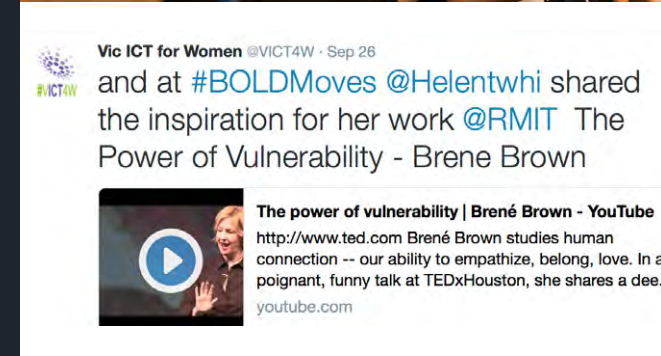 Vic ICT for Women @VICT4W · Sep 26
#VICT4W
and at #BOLDMoves @Helentwhi shared
the inspiration for her work @RMIT The
Power of Vulnerability - Brene Brown
The power of vulnerability | Brené Brown - YouTube
http://www.ted.com Brené Brown studies human
connection -- our ability to empathize, belong, love. In a
poignant, funny talk at TEDxHouston, she shares a dee.
youtube.com